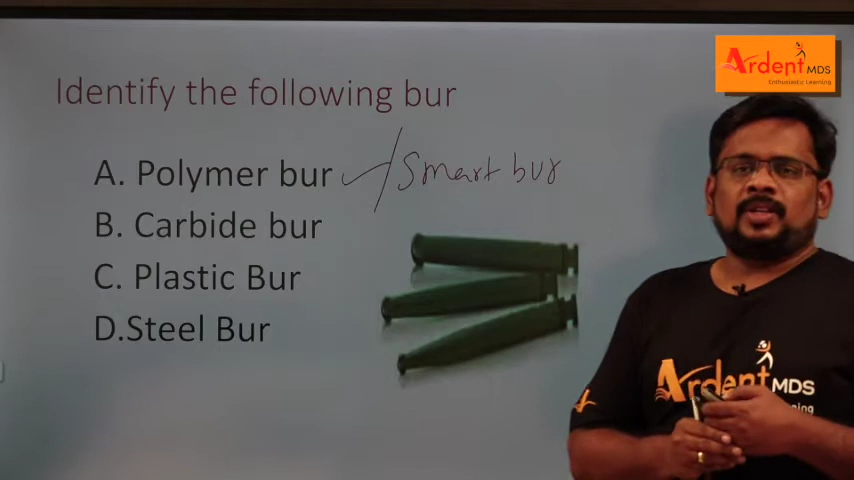 Ardent MDS
Enthusiastic Learning
Identify the following bur
A. Polymer bur / Smart bur
B. Carbide bur
C. Plastic Bur
D.Steel Bur
Ardent MDS